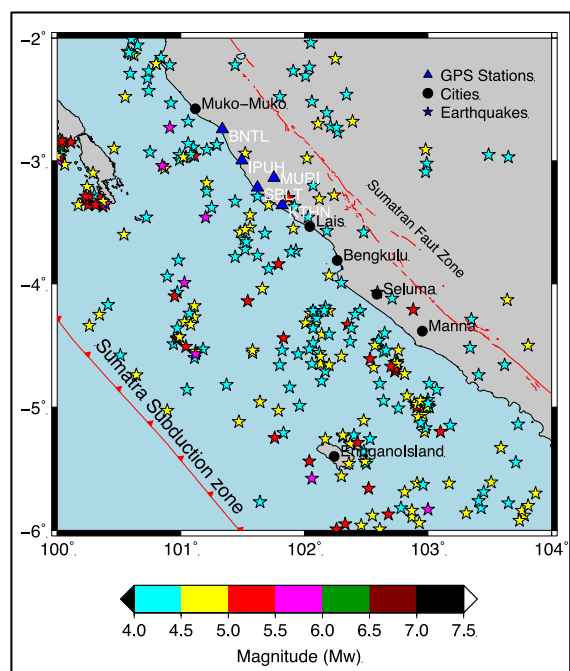 −2
−3
−4
−5
−6
100.
101.
102.
103.
104.
GPS Stations.
Cities.
Earthquakes.
Muko−Muko.
BNTL
IPUH
MUPI
SBLT
KTHN
Lais.
Bengkulu.
Seluma.
Manna.
EngganoIsland.
Sumatran Faut Zone
Sumatra Subduction zone
4.0 4.5 5.0 5.5 6.0 6.5 7.0 7.5.
Magnitude (Mw).